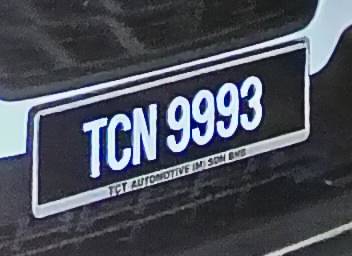 TCN 9993
TCT AUTOMOTIVE (M) SDN BHD